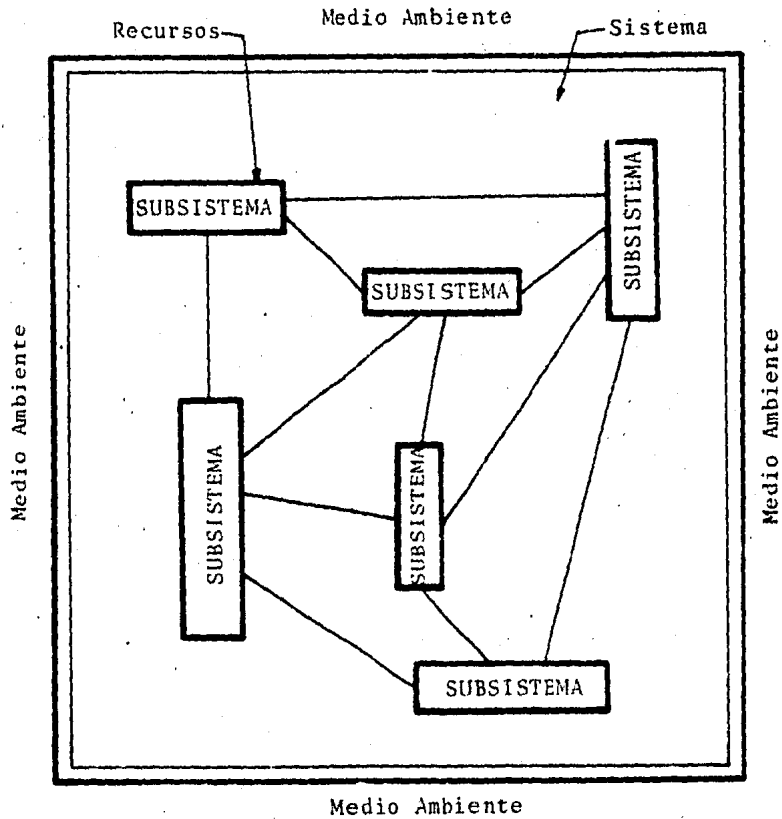 Medio Ambiente
Recursos
Sistema
SUBSISTEMA
SUBSISTEMA
SUBSISTEMA
Medio Ambiente
Medio Ambiente
SUBSISTEMA
SUBSISTEMA
SUBSISTEMA
Medio Ambiente